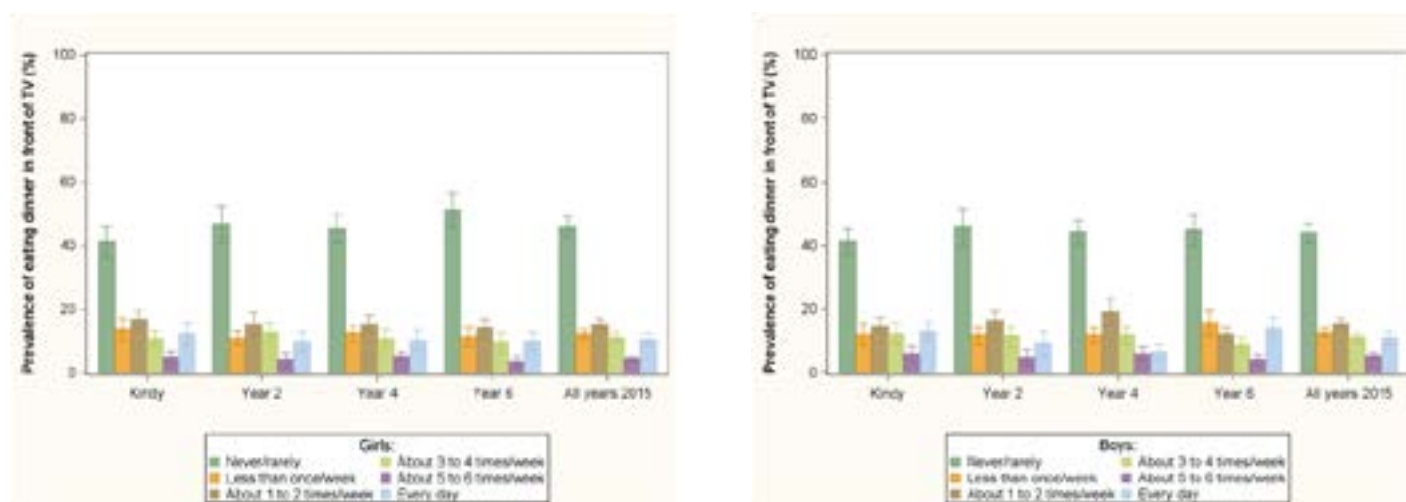 Prevalence of eating dinner in front of TV (%)
100
80
60
40
20
0
Kindy Year 2 Year 4 Year 6 All years 2015
Girls:
Never/rarely About 3 to 4 times/week
Less than once/week About 5 to 6 times/week
About 1 to 2 times/week Every day
Prevalence of eating dinner in front of TV (%)
100
80
60
40
20
0
Kindy Year 2 Year 4 Year 6 All years 2015
Boys:
Never/rarely About 3 to 4 times/week
Less than once/week About 5 to 6 times/week
About 1 to 2 times/week Every day